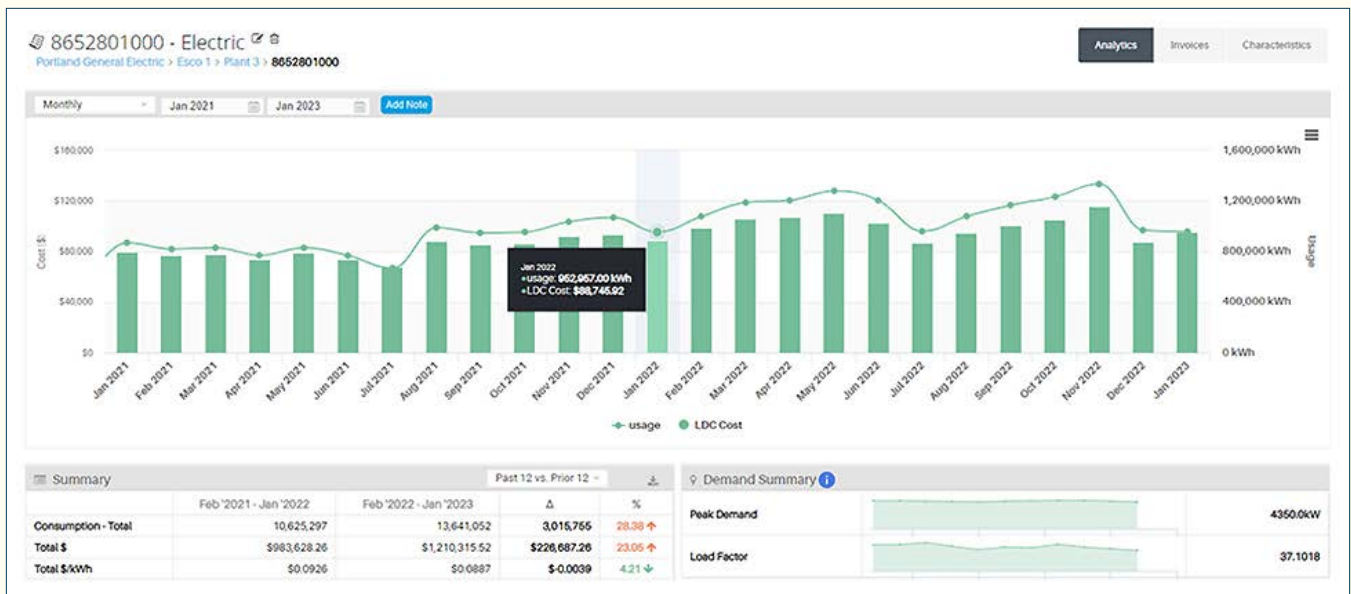 8652801000 - Electric
Portland General Electric > Esco 1 > Plant 3 > 8652801000
Analytics Invoices Characteristics
Monthly Jan 2021 Jan 2023 Add Note
$160,000 1,600,000 kWh
$120,000 1,200,000 kWh
$80,000 800,000 kWh
$40,000 400,000 kWh
$0 0 kWh
Cost ($)
Usage
Jan 2022
usage: 952,957.00 kWh
LDC Cost: $88,745.92
Jan 2021 Feb 2021 Mar 2021 Apr 2021 May 2021 Jun 2021 Jul 2021 Aug 2021 Sep 2021 Oct 2021 Nov 2021 Dec 2021 Jan 2022 Feb 2022 Mar 2022 Apr 2022 May 2022 Jun 2022 Jul 2022 Aug 2022 Sep 2022 Oct 2022 Nov 2022 Dec 2022 Jan 2023
usage LDC Cost
Summary Past 12 vs. Prior 12
Feb '2021 - Jan '2022 Feb '2022 - Jan '2023 Δ %
Consumption - Total 10,625,297 13,641,052 3,015,755 28.38 ↑
Total $ $983,628.26 $1,210,315.52 $226,687.26 23.05 ↑
Total $/kWh $0.0926 $0.0887 $-0.0039 4.21 ↓
Demand Summary i
Peak Demand 4350.0kW
Load Factor 37.1018